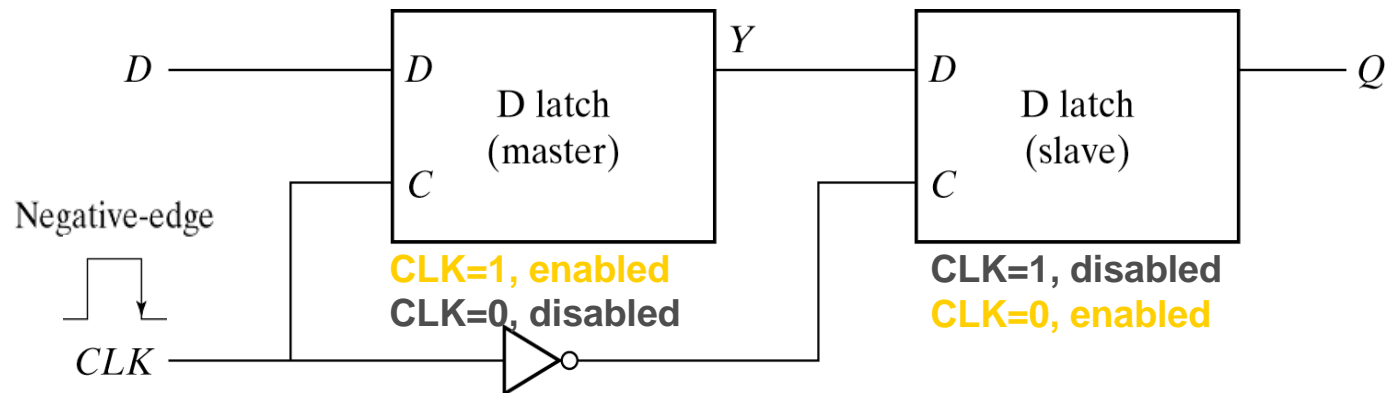 Y
D
D
D latch
(master)
C
D
D latch
(slave)
C
Q
Negative-edge
CLK=1, enabled
CLK=0, disabled
CLK=1, disabled
CLK=0, enabled
CLK